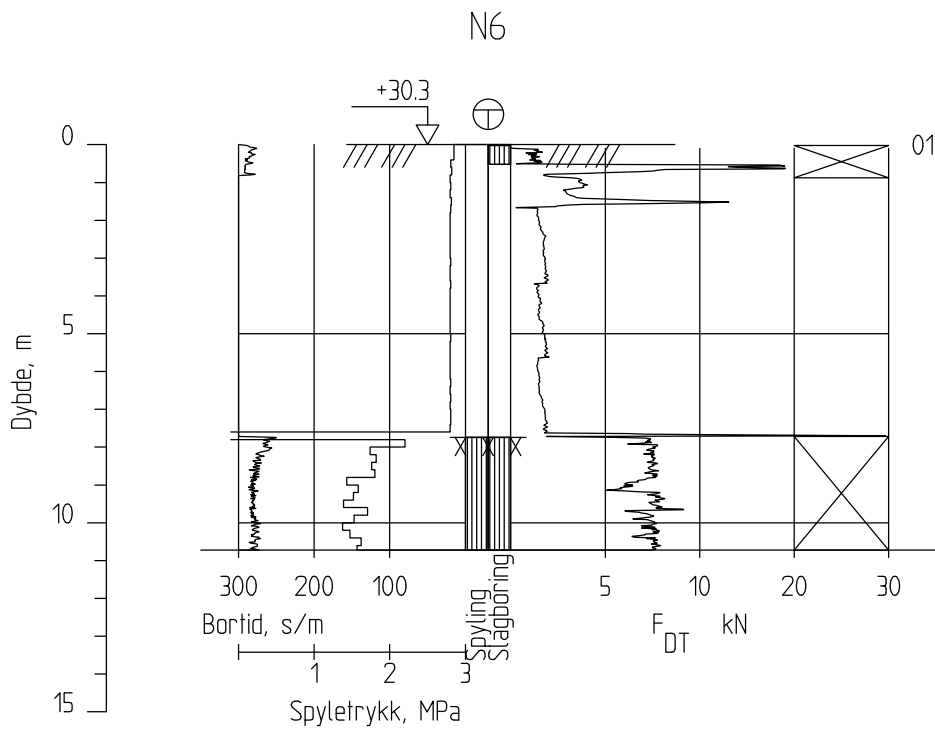 N6
+30.3
0
01
5
10
15
Dybde, m
300 200 100
5 10 20 30
Bortid, s/m
Spyling
Slagboring
F DT kN
1 2 3
Spyletrykk, MPa